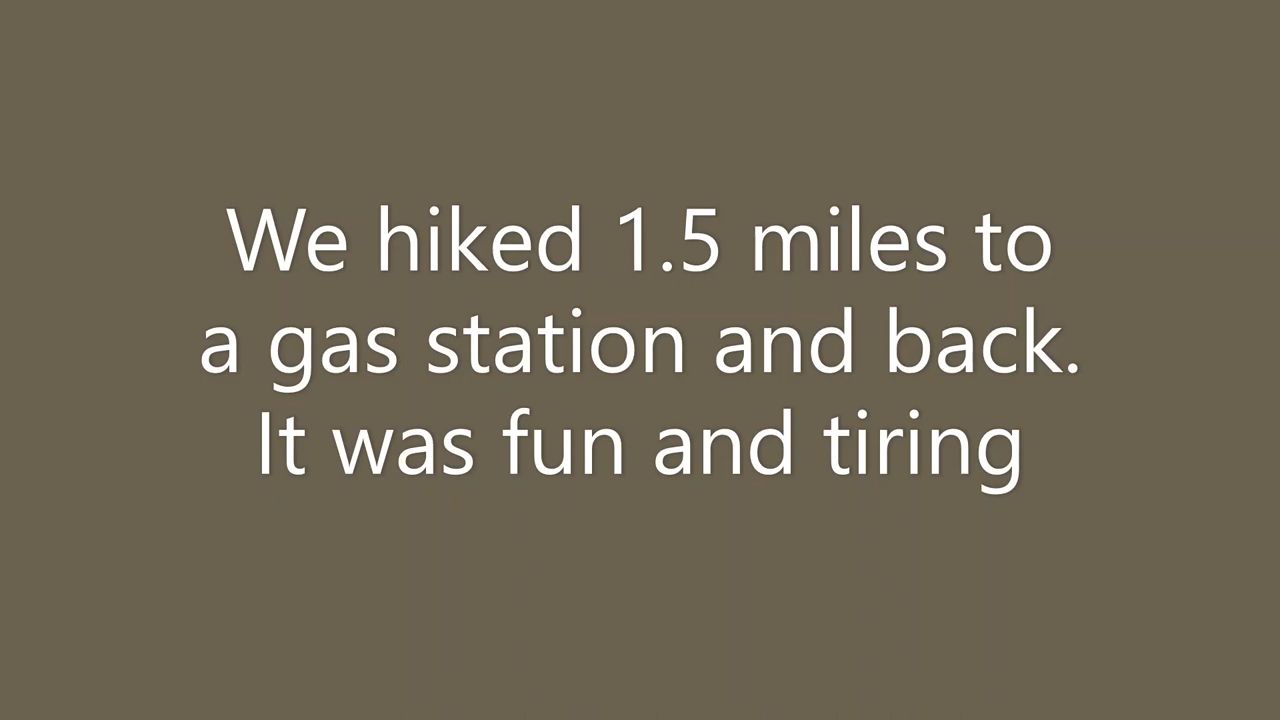 We hiked 1.5 miles to
a gas station and back.
It was fun and tiring